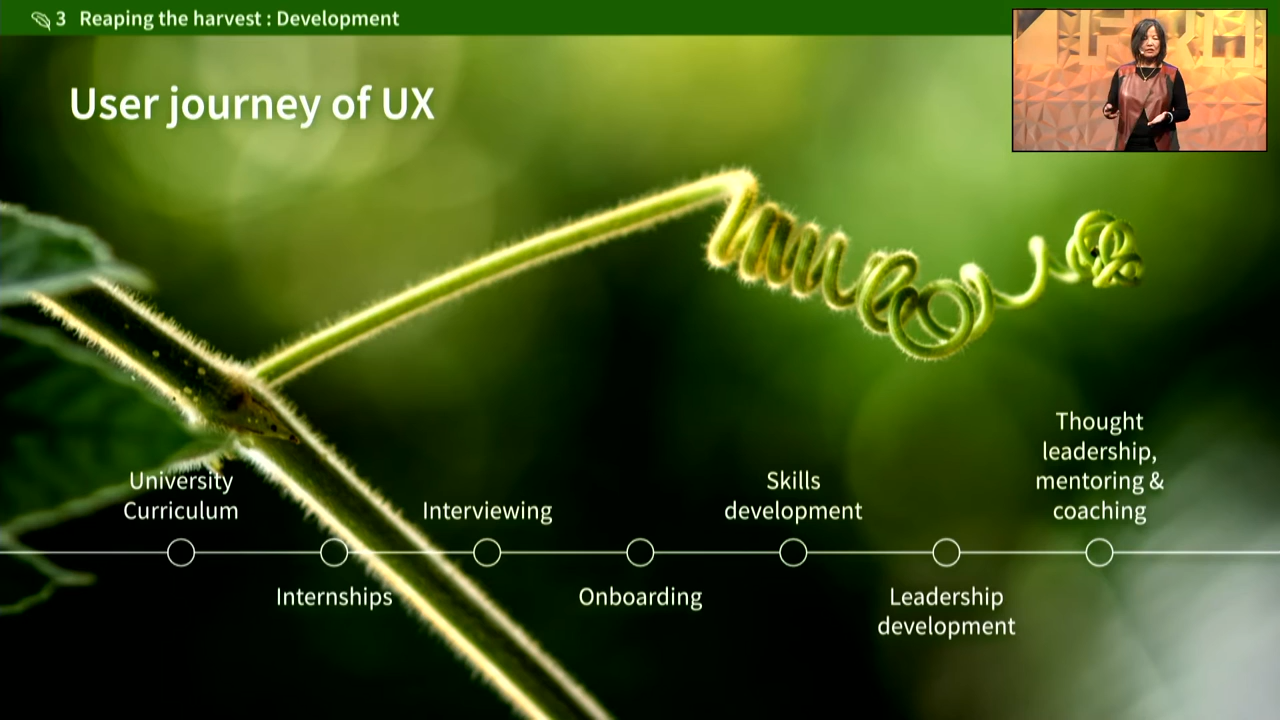 3 Reaping the harvest : Development
User journey of UX
University
Curriculum
Internships
Interviewing
Onboarding
Skills
development
Leadership
development
Thought
leadership,
mentoring &
coaching